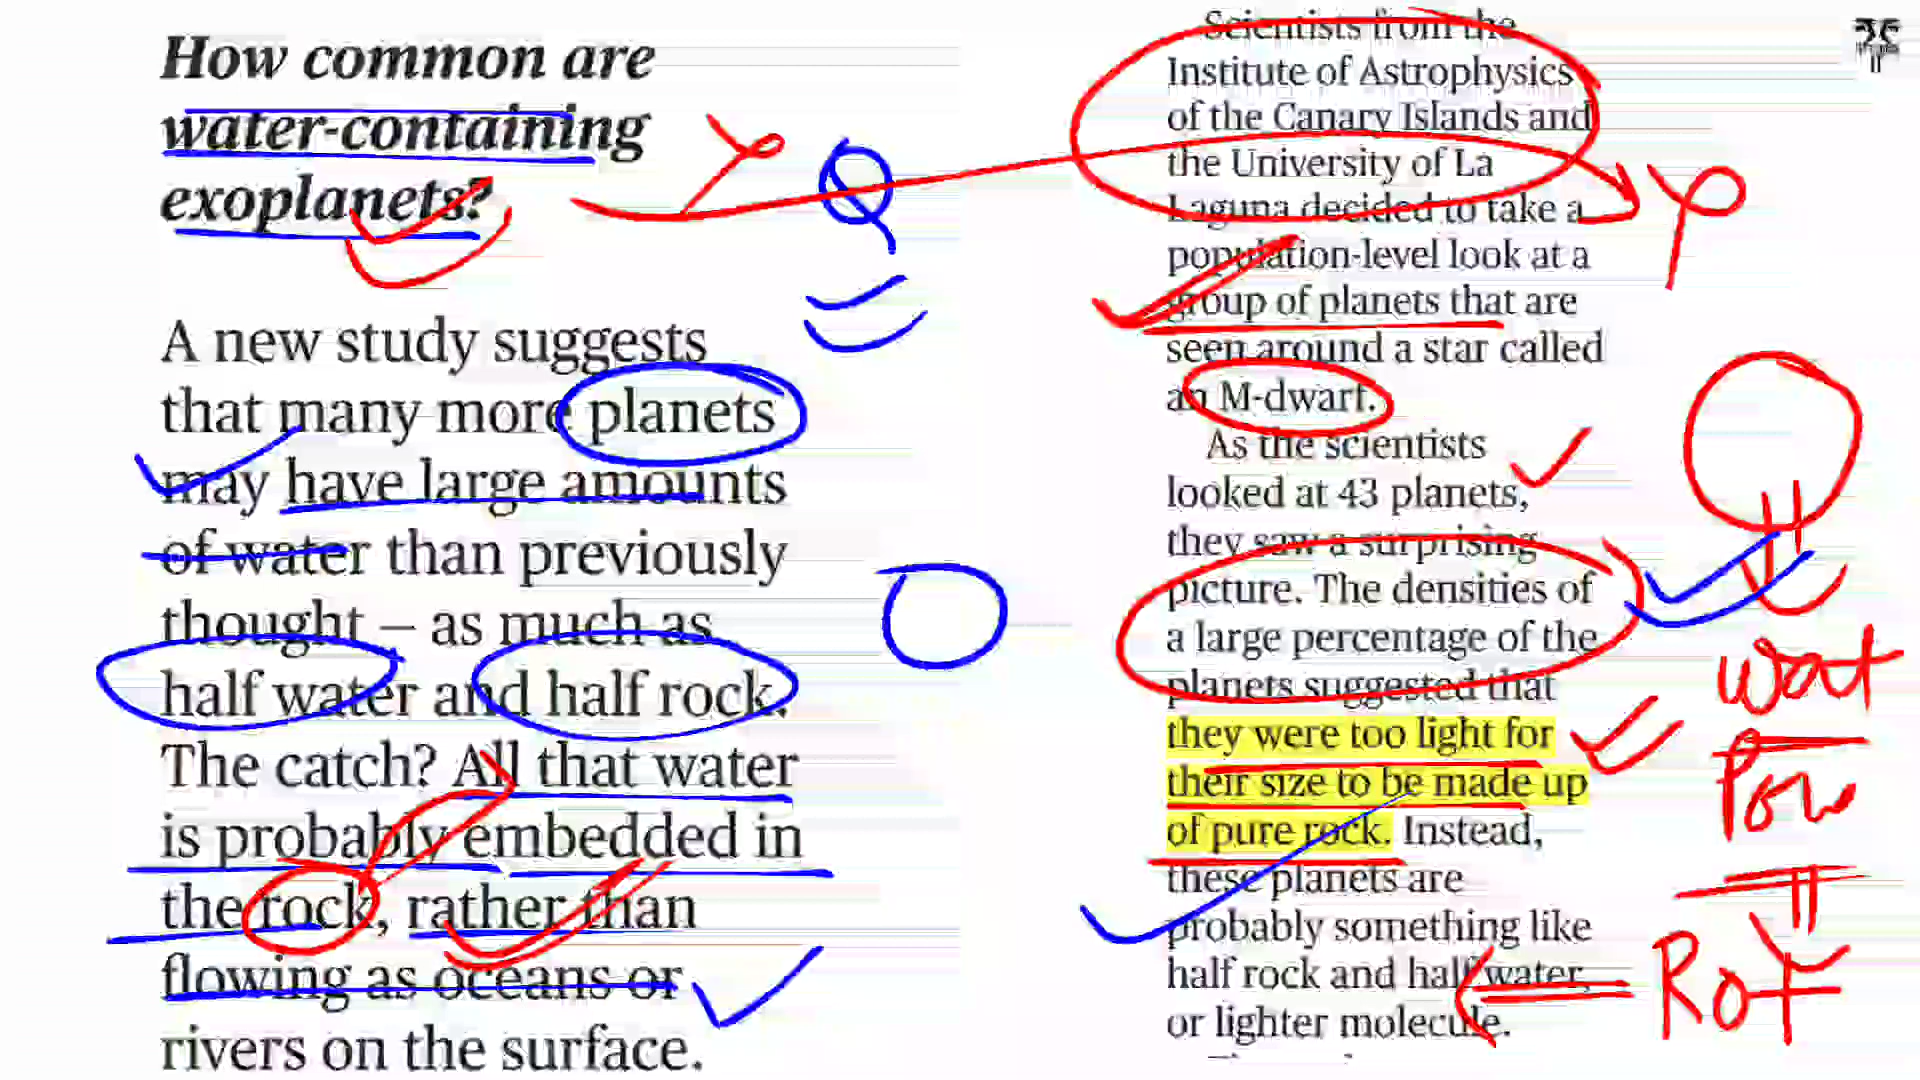 How common are
water-containing
exoplanets?
A new study suggests
that many more planets
may have large amounts
of water than previously
thought – as much as
half water and half rock.
The catch? All that water
is probably embedded in
the rock, rather than
flowing as oceans or
rivers on the surface.
Scientists from the
Institute of Astrophysics
of the Canary Islands and
the University of La
Laguna decided to take a
population-level look at a
group of planets that are
seen around a star called
an M-dwarf.
As the scientists
looked at 43 planets,
they saw a surprising
picture. The densities of
a large percentage of the
planets suggested that
they were too light for
their size to be made up
of pure rock. Instead,
these planets are
probably something like
half rock and half water,
or lighter molecule.